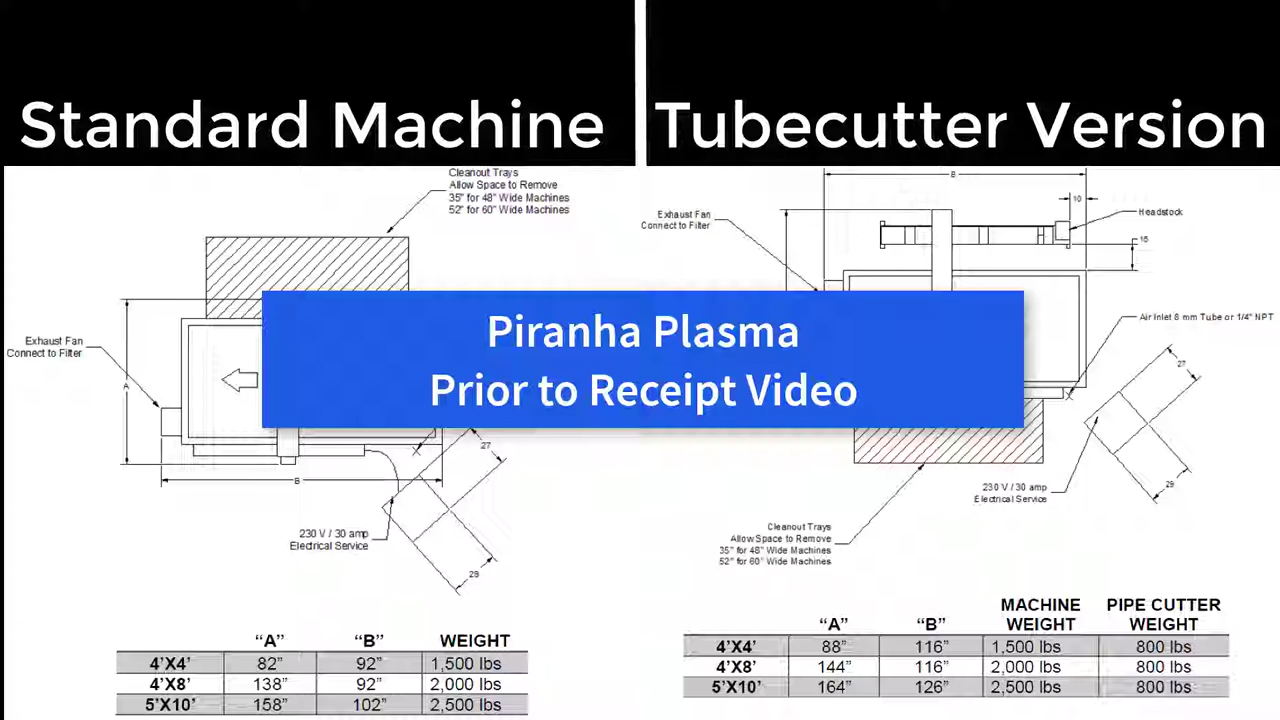 Standard Machine
Tubecutter Version
Cleanout Trays
Allow Space to Remove
35" for 48" Wide Machines
52" for 60" Wide Machines
Exhaust Fan
Connect to Filter
A
B
27
29
230 V / 30 amp
Electrical Service
B
10
Headstock
15
Exhaust Fan
Connect to Filter
Air Inlet 8 mm Tube or 1/4" NPT
27
29
230 V / 30 amp
Electrical Service
Cleanout Trays
Allow Space to Remove
35" for 48" Wide Machines
52" for 60" Wide Machines
Piranha Plasma
Prior to Receipt Video
“A” “B” WEIGHT
4'X4' 82” 92” 1,500 lbs
4'X8' 138” 92” 2,000 lbs
5'X10' 158” 102” 2,500 lbs
“A” “B” MACHINE WEIGHT PIPE CUTTER WEIGHT
4'X4' 88” 116” 1,500 lbs 800 lbs
4'X8' 144” 116” 2,000 lbs 800 lbs
5'X10' 164” 126” 2,500 lbs 800 lbs